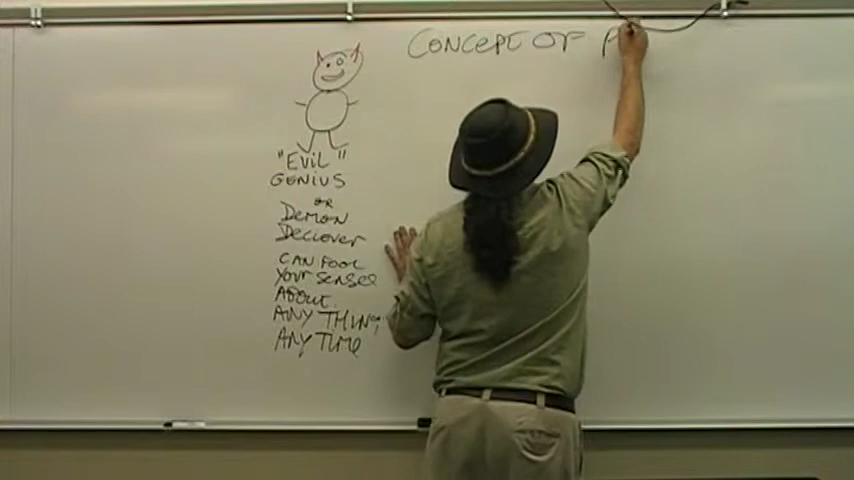 CONCEPT OF P
"EViL"
GENiUS
OR
DEMON
DECIEVER
CAN FOOL
YOUR SENSES
ABOUT
ANY THING,
ANY TIME